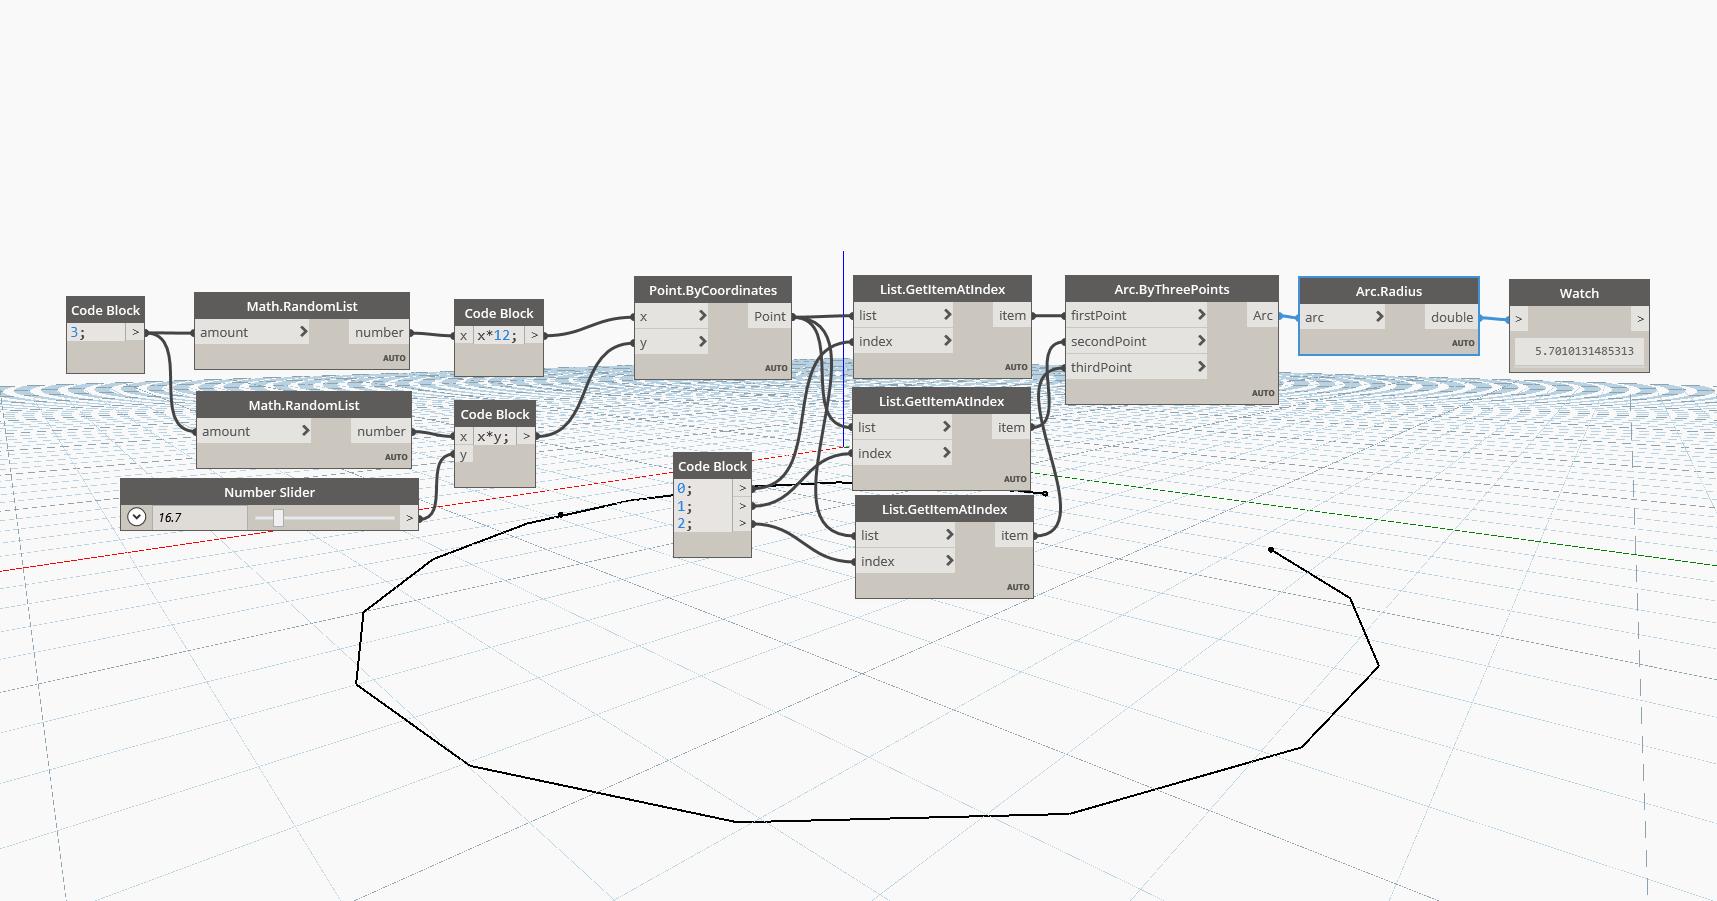 Code Block
3; >
Math.RandomList
amount > number
AUTO
Math.RandomList
amount > number
AUTO
Number Slider
16.7 >
Code Block
x x*12; >
Code Block
x x*y; >
y
Point.ByCoordinates
x > Point
y >
AUTO
Code Block
0; >
1; >
2; >
List.GetItemAtIndex
list > item
index >
AUTO
List.GetItemAtIndex
list > item
index >
AUTO
List.GetItemAtIndex
list > item
index >
AUTO
Arc.ByThreePoints
firstPoint > Arc
secondPoint >
thirdPoint >
AUTO
Arc.Radius
arc > double
AUTO
Watch
> >
5.7010131485313